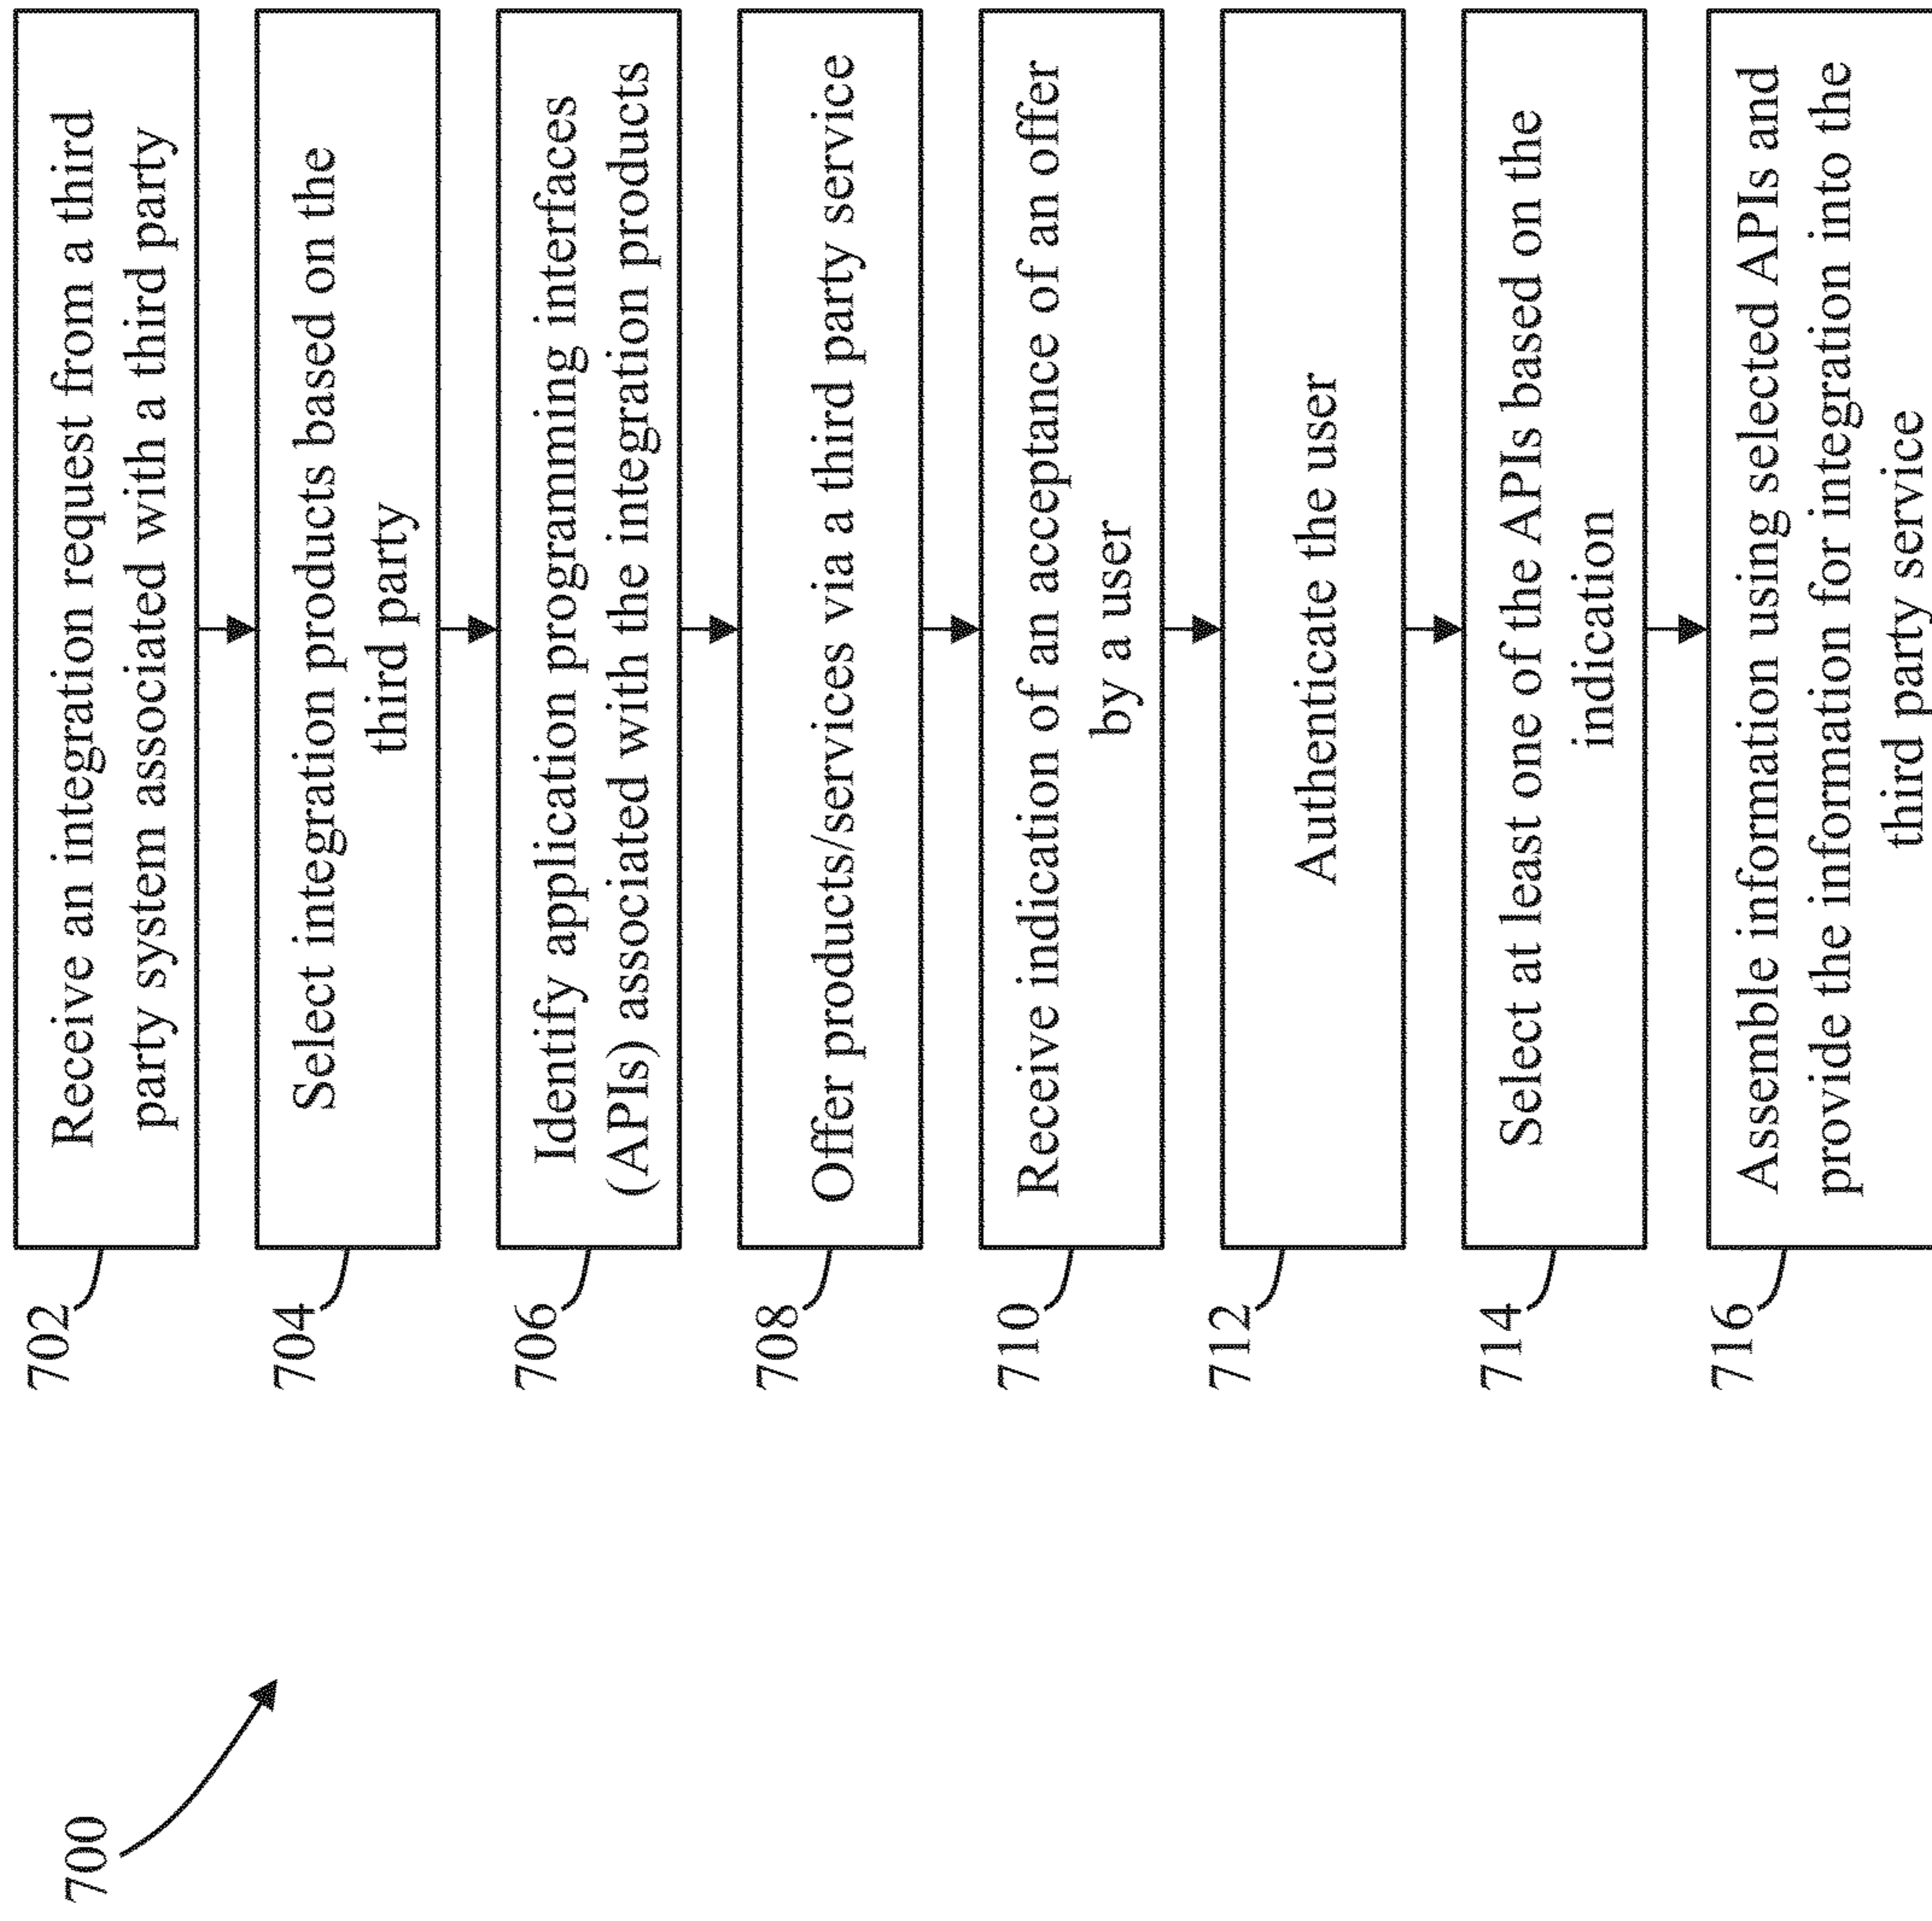 700
702
Receive an integration request from a third
party system associated with a third party
704
Select integration products based on the
third party
706
Identify application programming interfaces
(APIs) associated with the integration products
708
Offer products/services via a third party service
710
Receive indication of an acceptance of an offer
by a user
712
Authenticate the user
714
Select at least one of the APIs based on the
indication
716
Assemble information using selected APIs and
provide the information for integration into the
third party service